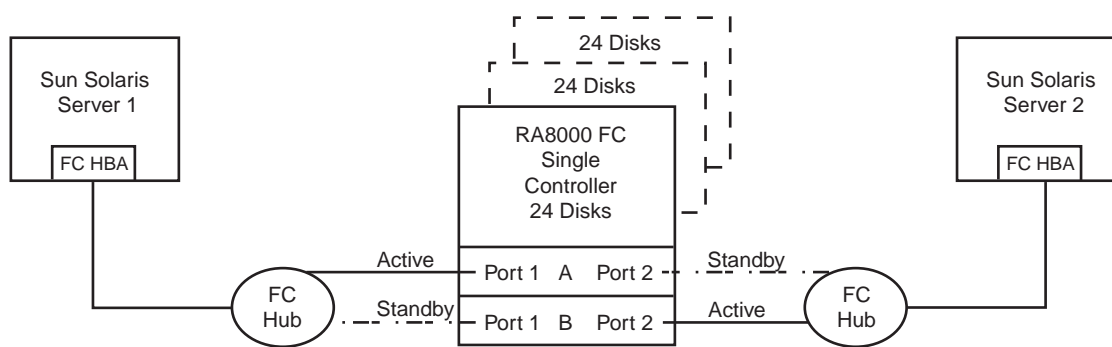 24 Disks
24 Disks
Sun Solaris
Server 1
FC HBA
RA8000 FC
Single
Controller
24 Disks
Sun Solaris
Server 2
FC HBA
Active
Port 1 A Port 2
Standby
FC
Hub
Standby
Port 1 B Port 2
Active
FC
Hub